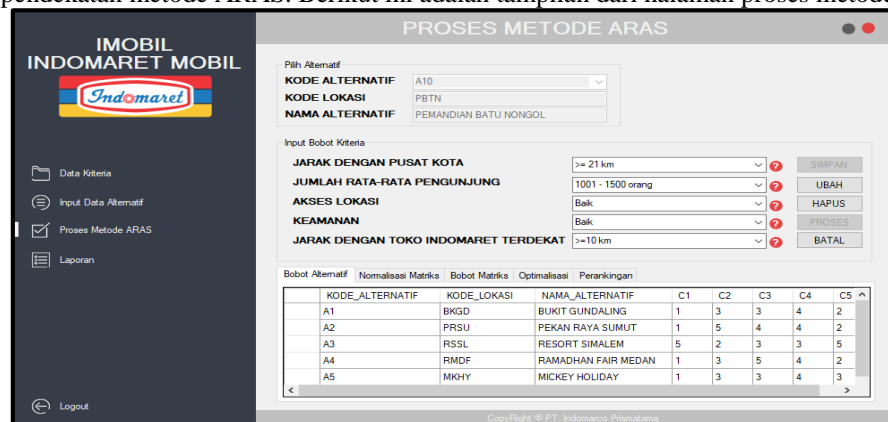 pendekatan metode ARAS. Berikut ini adalah tampilan dari halaman proses metode
IMOBIL
INDOMARET MOBIL
Indomaret
Data Kriteria
Input Data Alternatif
Proses Metode ARAS
Laporan
Logout
PROSES METODE ARAS
Pilih Alternatif
KODE ALTERNATIF A10
KODE LOKASI PBTN
NAMA ALTERNATIF PEMANDIAN BATU NONGOL
Input Bobot Kriteria
JARAK DENGAN PUSAT KOTA >= 21 km ? SIMPAN
JUMLAH RATA-RATA PENGUNJUNG 1001 - 1500 orang ? UBAH
AKSES LOKASI Baik ? HAPUS
KEAMANAN Baik ? PROSES
JARAK DENGAN TOKO INDOMARET TERDEKAT >=10 km ? BATAL
Bobot Alternatif Normalisasi Matriks Bobot Matriks Optimalisasi Perankingan
KODE_ALTERNATIF KODE_LOKASI NAMA_ALTERNATIF C1 C2 C3 C4 C5
A1 BKGD BUKIT GUNDALING 1 3 3 4 2
A2 PRSU PEKAN RAYA SUMUT 1 5 4 4 2
A3 RSSL RESORT SIMALEM 5 2 3 3 5
A4 RMDF RAMADHAN FAIR MEDAN 1 3 5 4 2
A5 MKHY MICKEY HOLIDAY 1 3 3 4 3
CopyRight © PT. Indomarco Prismatama